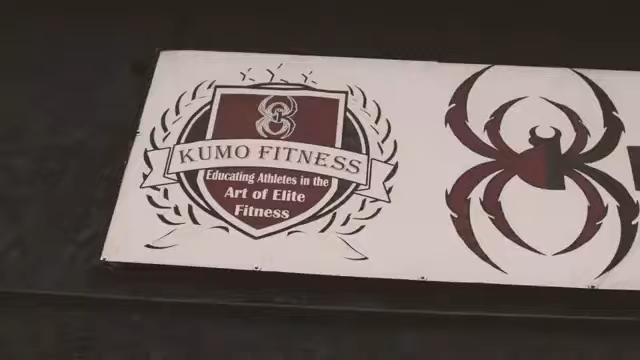 KUMO FITNESS
Educating Athletes in the
Art of Elite
Fitness